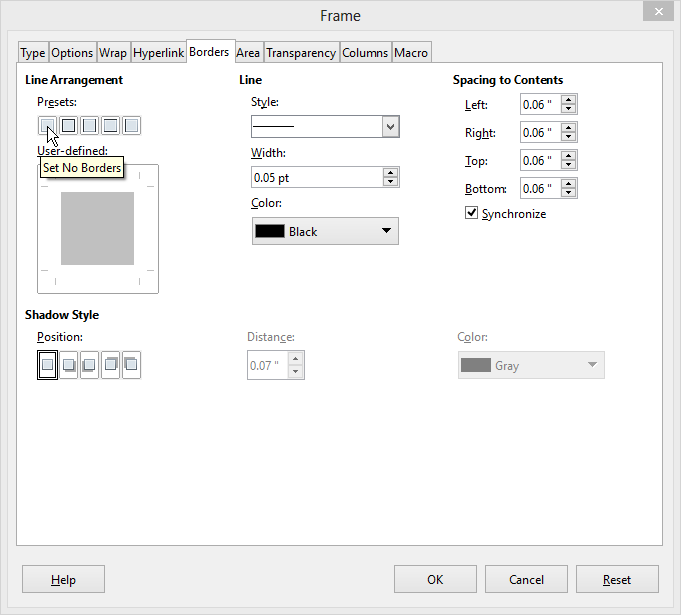 Frame
Type Options Wrap Hyperlink Borders Area Transparency Columns Macro
Line Arrangement
Presets:
User-defined:
Set No Borders
Line
Style:
Width:
0.05 pt
Color:
Black
Spacing to Contents
Left: 0.06 "
Right: 0.06 "
Top: 0.06 "
Bottom: 0.06 "
Synchronize
Shadow Style
Position:
Distance:
0.07 "
Color:
Gray
Help OK Cancel Reset